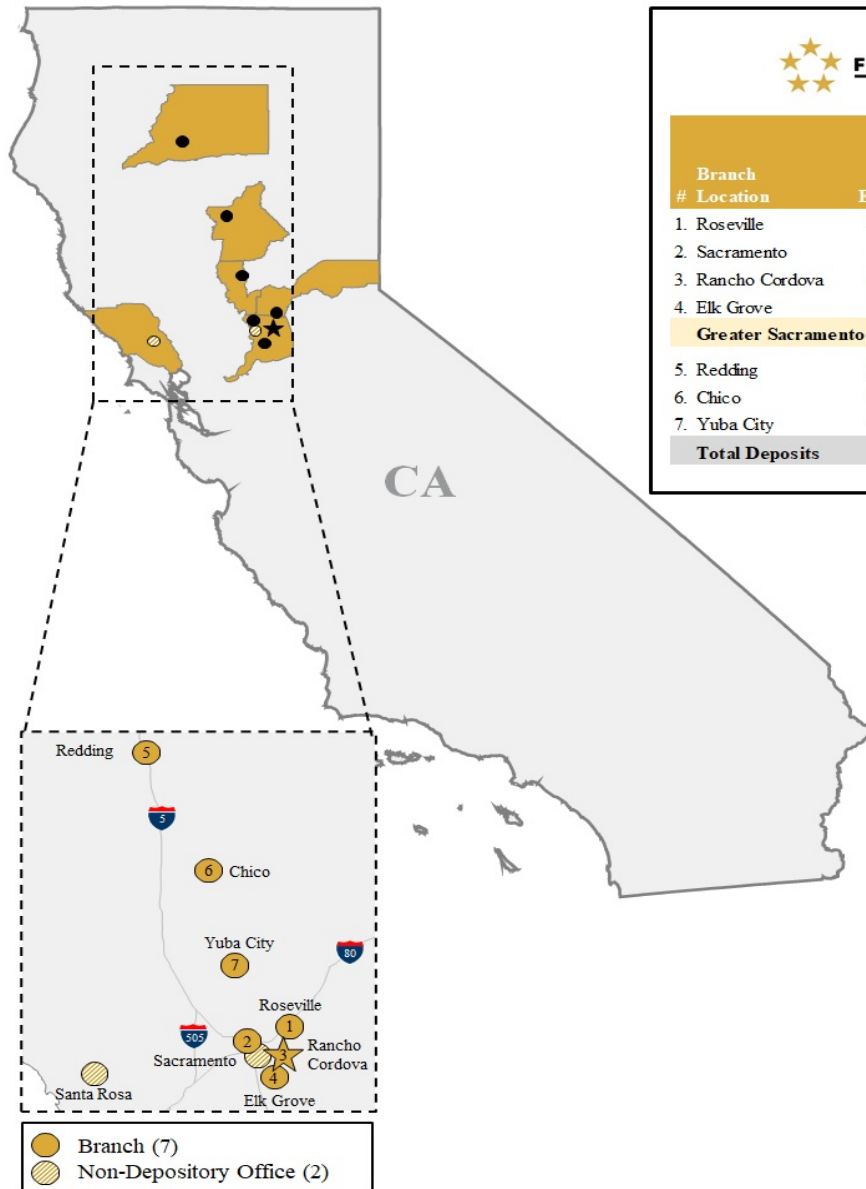 #
Branch
Location
1. Roseville
2. Sacramento
3. Rancho Cordova
4. Elk Grove
Greater Sacramento
5. Redding
6. Chico
7. Yuba City
Total Deposits
CA
Redding
5
5
6
Chico
Yuba City
7
80
Roseville
1
505
2
Sacramento
3
Rancho
Cordova
4
Santa Rosa
Elk Grove
Branch (7)
Non-Depository Office (2)